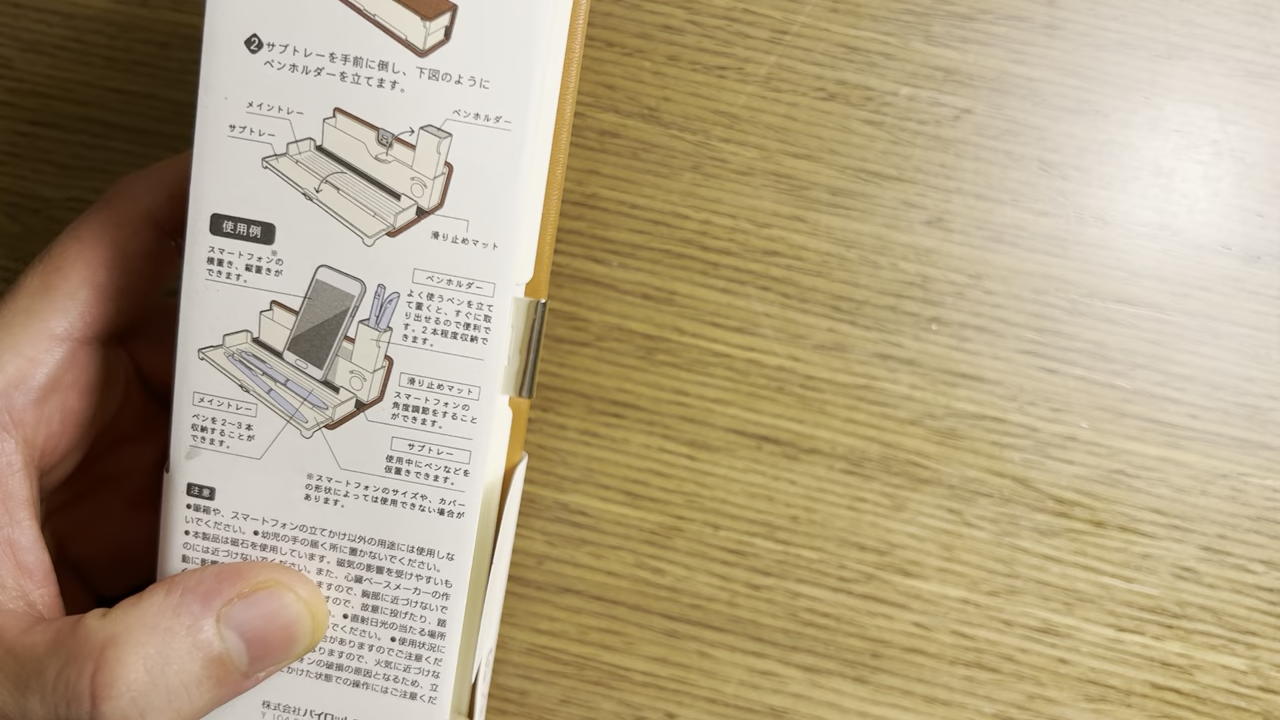 2 サブトレーを手前に倒し、下図のように
ペンホルダーを立てます。
メイントレー
ペンホルダー
サブトレー
滑り止めマット
使用例
スマートフォンの※
横置き、縦置きが
できます。
ペンホルダー
よく使うペンを立て
て置くと、すぐに取
り出せるので便利で
す。2本程度収納で
きます。
滑り止めマット
スマートフォンの
角度調節をすること
ができます。
メイントレー
ペンを2〜3本
収納することが
できます。
サブトレー
使用中にペンなどを
仮置きできます。
※スマートフォンのサイズや、カバー
の形状によっては使用できない場合が
あります。
注意
●筆箱や、スマートフォンの立てかけ以外の用途には使用しな
いでください。●幼児の手の届く所に置かないでください。
●本製品は磁石を使用しています。磁気の影響を受けやすいも
のには近づけないでください。また、心臓ペースメーカーの作
動に影響
ますので、胸部に近づけないで
すので、故意に投げたり、踏
●直射日光の当たる場所
でください。●使用状況に
合がありますのでご注意くだ
りますので、火気に近づけな
ォンの破損の原因となるため、立
てかけた状態での操作にはご注意くだ
株式会社パイロット
〒104